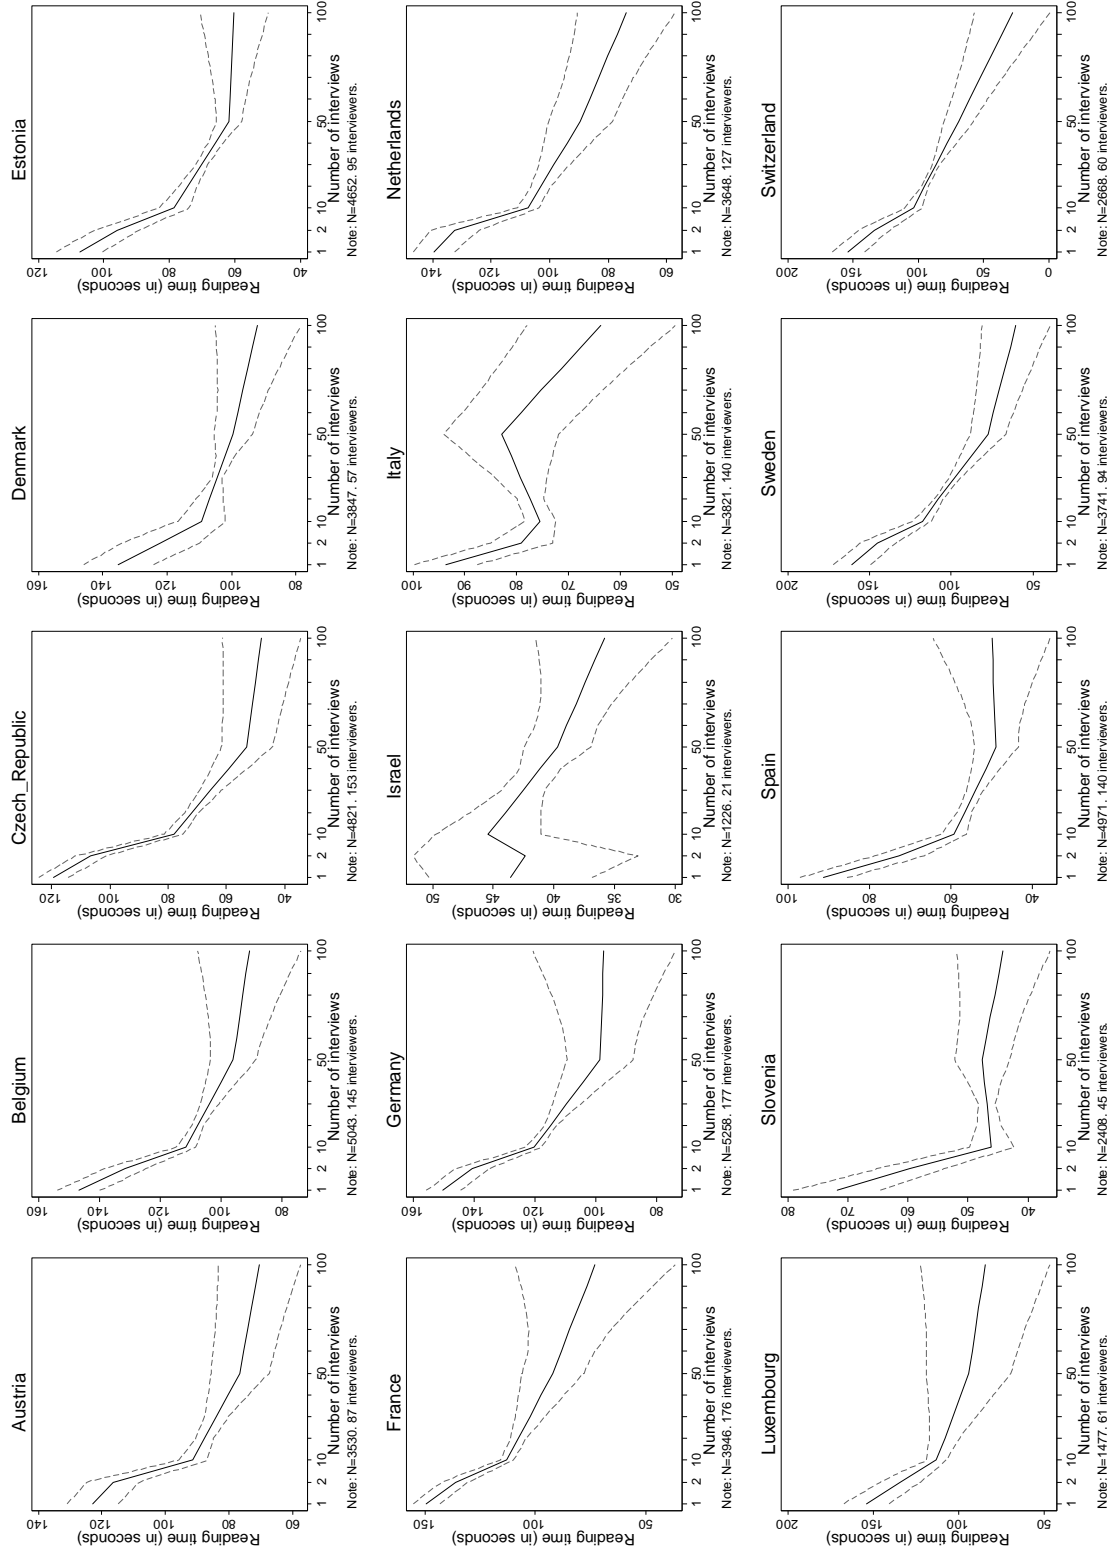 Austria
Reading time (in seconds)
140
120
100
80
60
1 2 10 50 100
Number of interviews
Note: N=3530. 87 interviewers.
Belgium
Reading time (in seconds)
160
140
120
100
80
1 2 10 50 100
Number of interviews
Note: N=5043. 145 interviewers.
Czech_Republic
Reading time (in seconds)
120
100
80
60
40
1 2 10 50 100
Number of interviews
Note: N=4821. 153 interviewers.
Denmark
Reading time (in seconds)
160
140
120
100
80
1 2 10 50 100
Number of interviews
Note: N=3847. 57 interviewers.
Estonia
Reading time (in seconds)
120
100
80
60
40
1 2 10 50 100
Number of interviews
Note: N=4652. 95 interviewers.
France
Reading time (in seconds)
150
100
50
1 2 10 50 100
Number of interviews
Note: N=3946. 176 interviewers.
Germany
Reading time (in seconds)
160
140
120
100
80
1 2 10 50 100
Number of interviews
Note: N=5258. 177 interviewers.
Israel
Reading time (in seconds)
50
45
40
35
30
1 2 10 50 100
Number of interviews
Note: N=1226. 21 interviewers.
Italy
Reading time (in seconds)
100
90
80
70
60
50
1 2 10 50 100
Number of interviews
Note: N=3821. 140 interviewers.
Netherlands
Reading time (in seconds)
140
120
100
80
60
1 2 10 50 100
Number of interviews
Note: N=3648. 127 interviewers.
Luxembourg
Reading time (in seconds)
200
150
100
50
1 2 10 50 100
Number of interviews
Note: N=1477. 61 interviewers.
Slovenia
Reading time (in seconds)
80
70
60
50
40
1 2 10 50 100
Number of interviews
Note: N=2408. 45 interviewers.
Spain
Reading time (in seconds)
100
80
60
40
1 2 10 50 100
Number of interviews
Note: N=4971. 140 interviewers.
Sweden
Reading time (in seconds)
200
150
100
50
1 2 10 50 100
Number of interviews
Note: N=3741. 94 interviewers.
Switzerland
Reading time (in seconds)
200
150
100
50
0
1 2 10 50 100
Number of interviews
Note: N=2668. 60 interviewers.